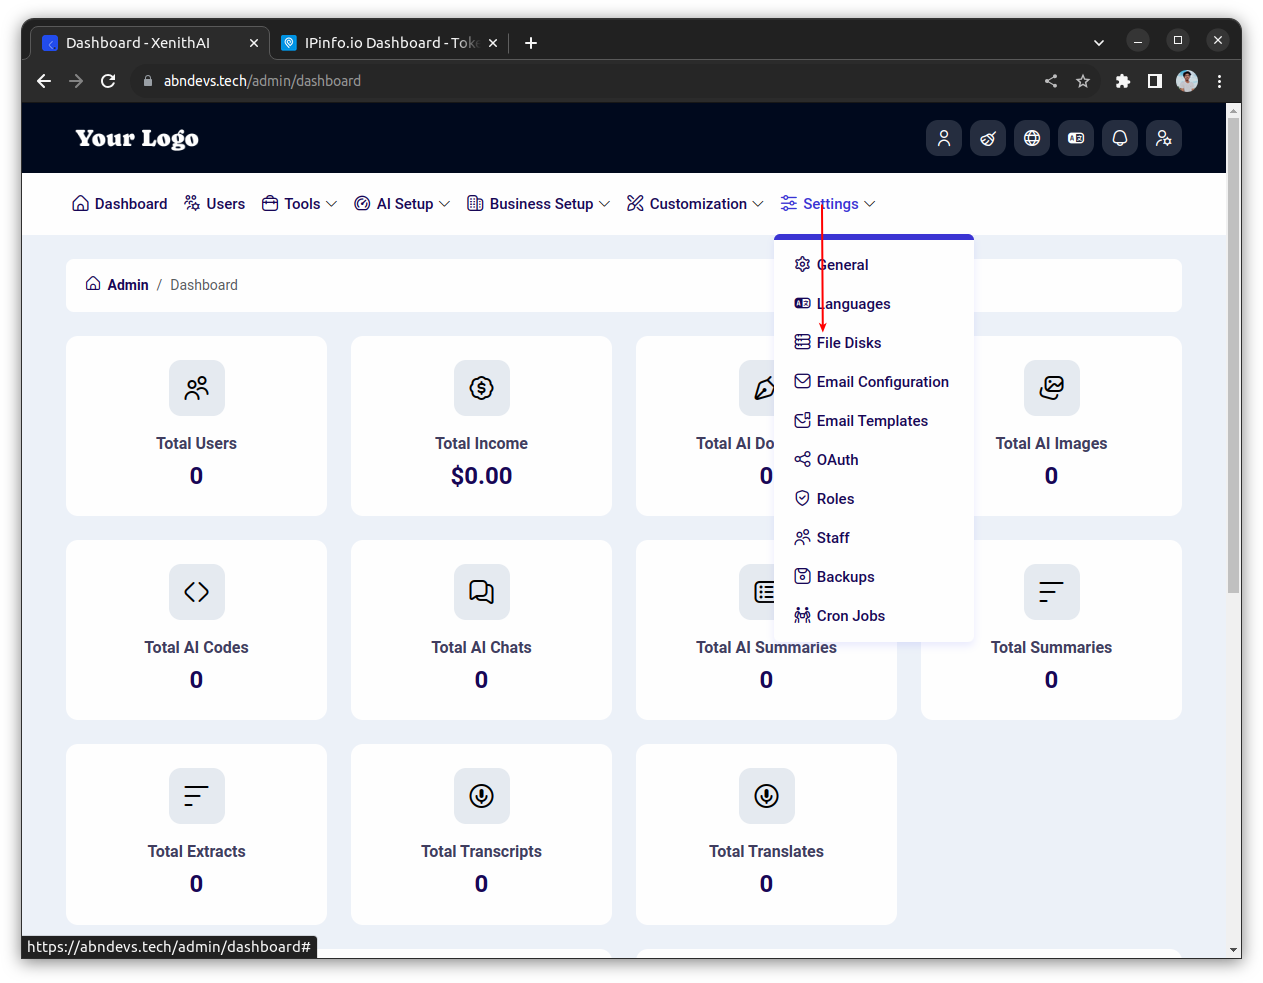 Dashboard - XenithAI
IPinfo.io Dashboard - Toke
abndevs.tech/admin/dashboard
Your Logo
Dashboard Users Tools AI Setup Business Setup Customization Settings
Admin / Dashboard
General
Languages
File Disks
Email Configuration
Email Templates
OAuth
Roles
Staff
Backups
Cron Jobs
Total Users
0
Total Income
$0.00
Total AI Do
0
Total AI Images
0
Total AI Codes
0
Total AI Chats
0
Total AI Summaries
0
Total Summaries
0
Total Extracts
0
Total Transcripts
0
Total Translates
0
https://abndevs.tech/admin/dashboard#